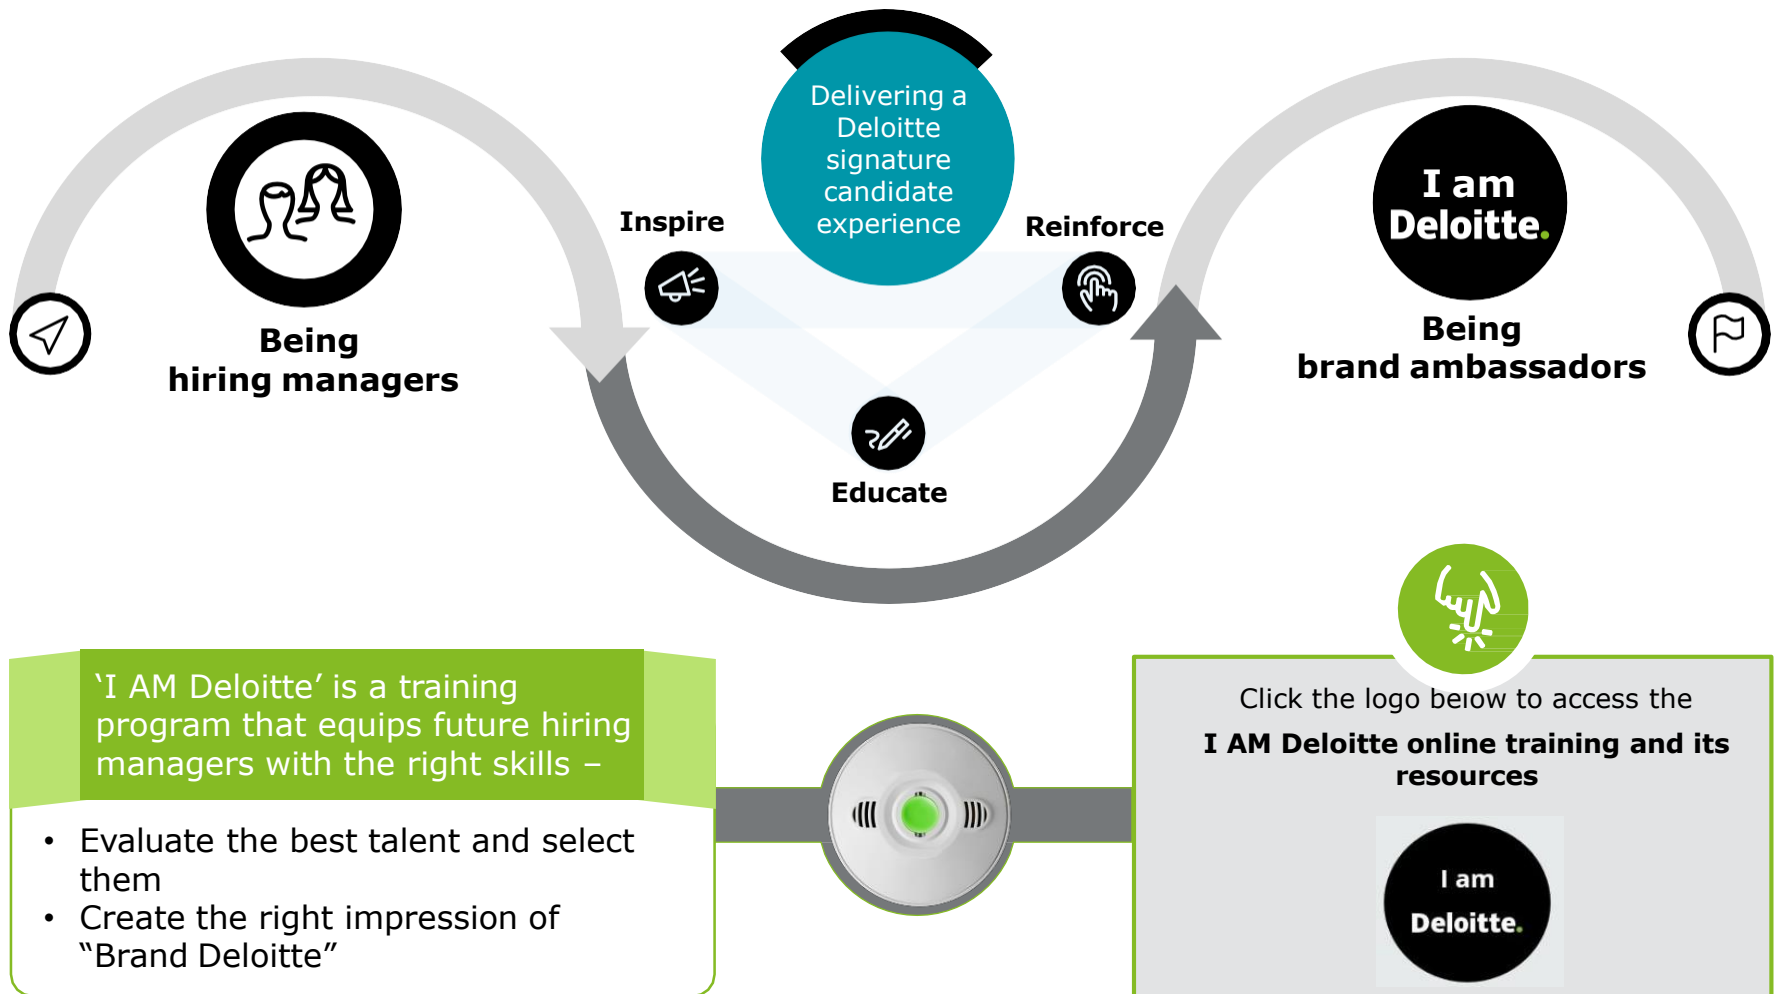 Delivering a
Deloitte
signature
candidate
experience
Inspire
Reinforce
Educate
Being
hiring managers
I am
Deloitte.
Being
brand ambassadors
‘I AM Deloitte’ is a training
program that equips future hiring
managers with the right skills –
• Evaluate the best talent and select
them
• Create the right impression of
“Brand Deloitte”
Click the logo below to access the
I AM Deloitte online training and its
resources
I am
Deloitte.